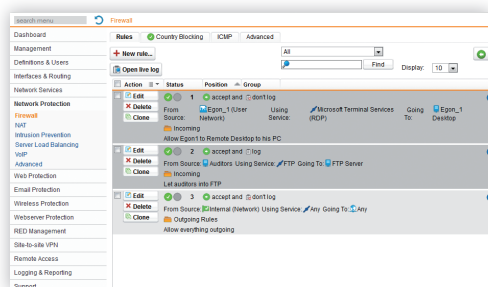 search menu
Firewall
Dashboard
Management
Definitions & Users
Interfaces & Routing
Network Services
Network Protection
Firewall
NAT
Intrusion Prevention
Server Load Balancing
VoIP
Advanced
Web Protection
Email Protection
Wireless Protection
Webserver Protection
RED Management
Site-to-site VPN
Remote Access
Logging & Reporting
Support
Rules Country Blocking ICMP Advanced
+ New rule...
All
Open live log
Find
Display: 10
Action Status Position Group
Edit 1 accept and don't log
Delete
Clone
From Source: Egon_1 (User Network) Using Service: Microsoft Terminal Services (RDP) Going To: Egon_1 Desktop
Incoming
Allow Egon1 to Remote Desktop to his PC
Edit 2 accept and log
Delete
Clone
From Source: Auditors Using Service: FTP Going To: FTP Server
Incoming
Let auditors into FTP
Edit 3 accept and don't log
Delete
Clone
From Source: Internal (Network) Using Service: Any Going To: Any
Outgoing Rules
Allow everything outgoing